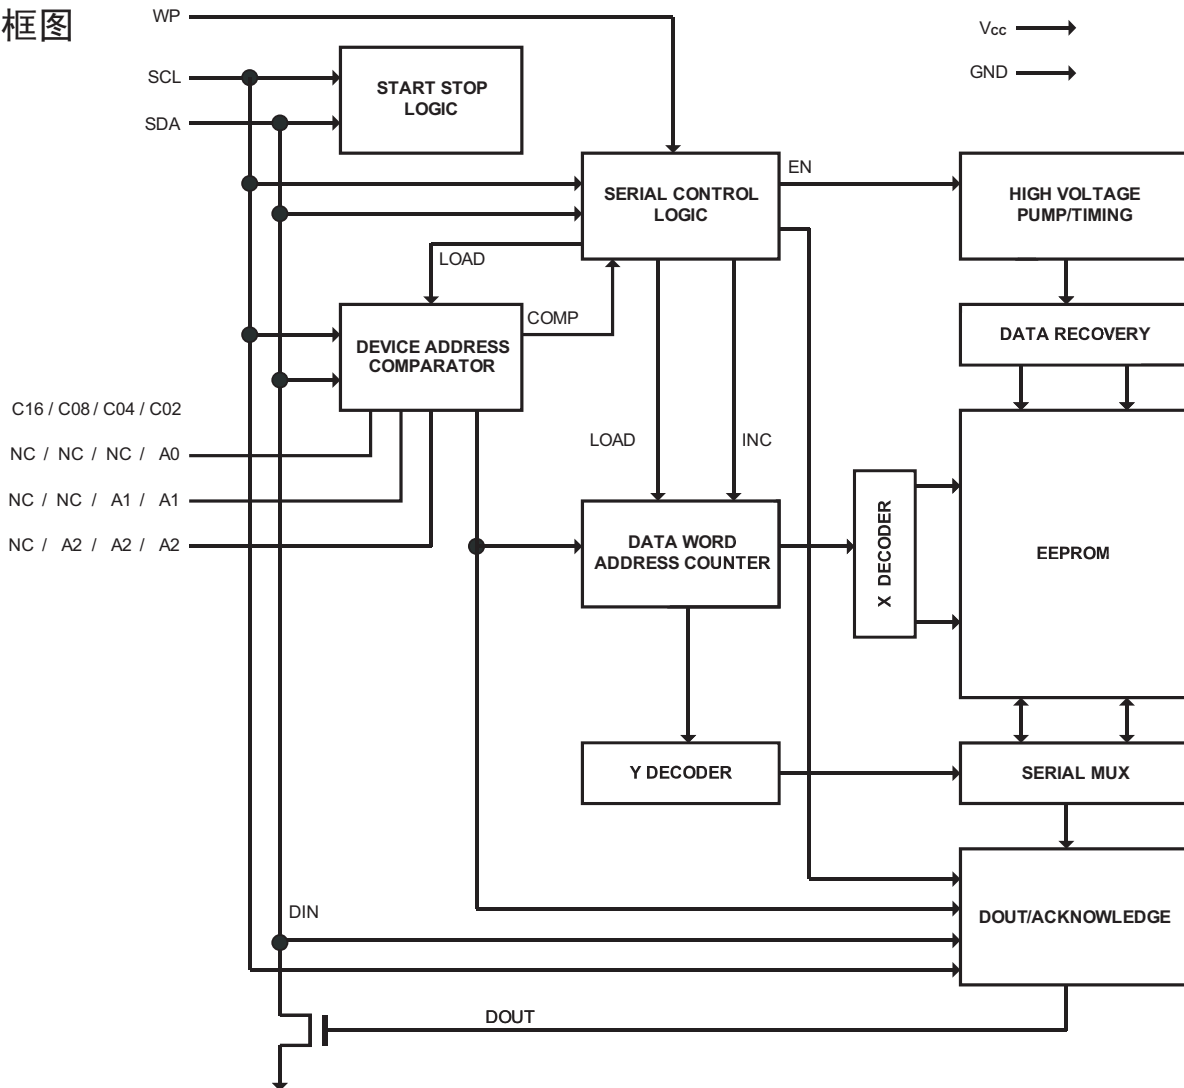 框图
WP
Vcc
GND
SCL
SDA
START STOP
LOGIC
SERIAL CONTROL
LOGIC
EN
HIGH VOLTAGE
PUMP/TIMING
LOAD
COMP
DEVICE ADDRESS
COMPARATOR
DATA RECOVERY
C16 / C08 / C04 / C02
NC / NC / NC / A0
NC / NC / A1 / A1
NC / A2 / A2 / A2
LOAD
INC
DATA WORD
ADDRESS COUNTER
X DECODER
EEPROM
Y DECODER
SERIAL MUX
DIN
DOUT/ACKNOWLEDGE
DOUT